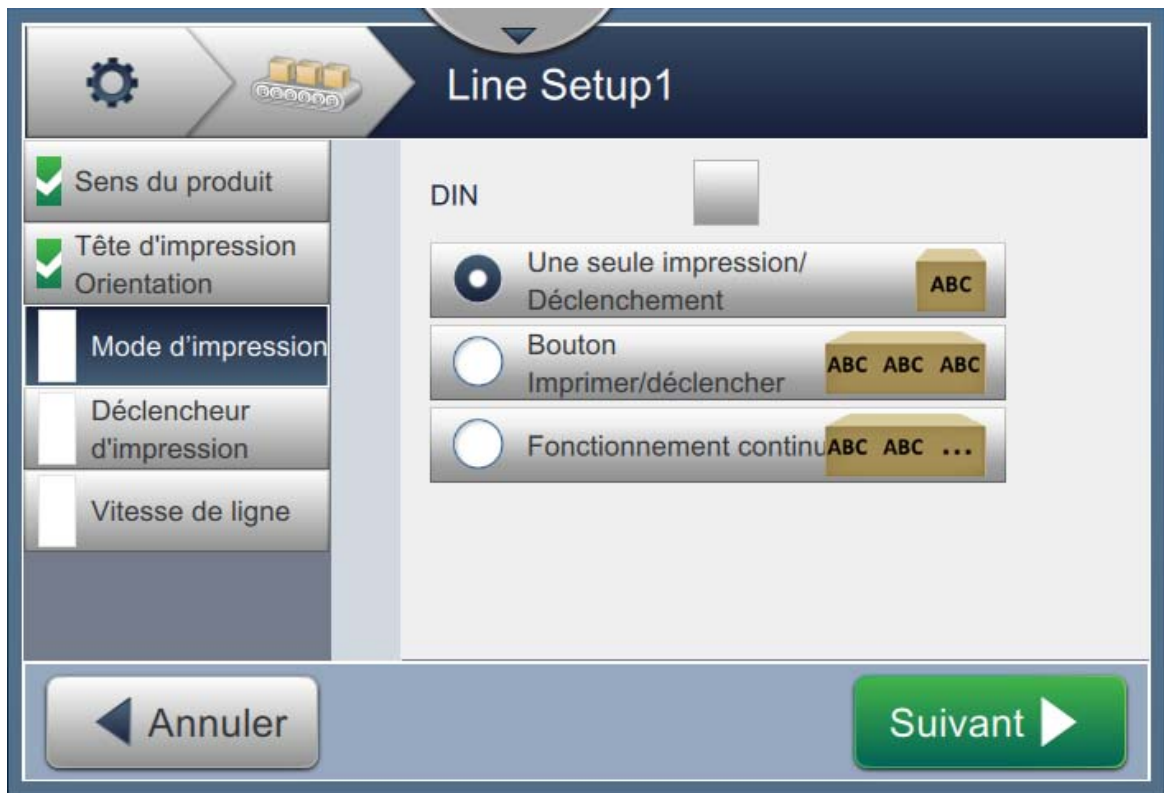 Line Setup1
Sens du produit
Tête d'impression
Orientation
Mode d’impression
Déclencheur
d'impression
Vitesse de ligne
DIN
Une seule impression/
Déclenchement
ABC
Bouton
Imprimer/déclencher
ABC ABC ABC
Fonctionnement continu
ABC ABC ...
Annuler
Suivant